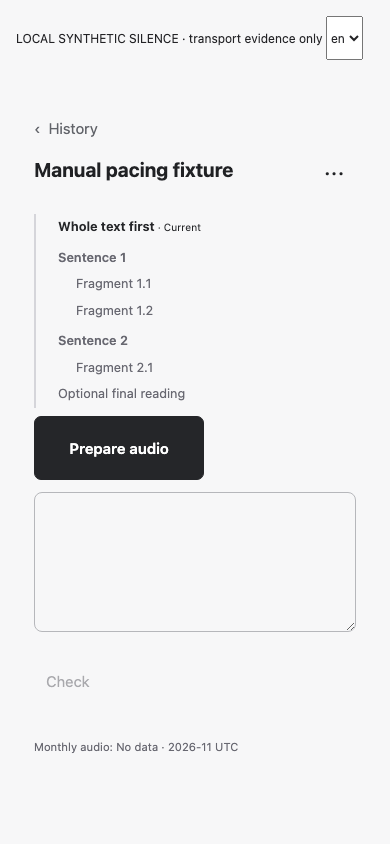 LOCAL SYNTHETIC SILENCE · transport evidence only en
‹ History
Manual pacing fixture ...
Whole text first · Current
Sentence 1
Fragment 1.1
Fragment 1.2
Sentence 2
Fragment 2.1
Optional final reading
Prepare audio
Check
Monthly audio: No data · 2026-11 UTC